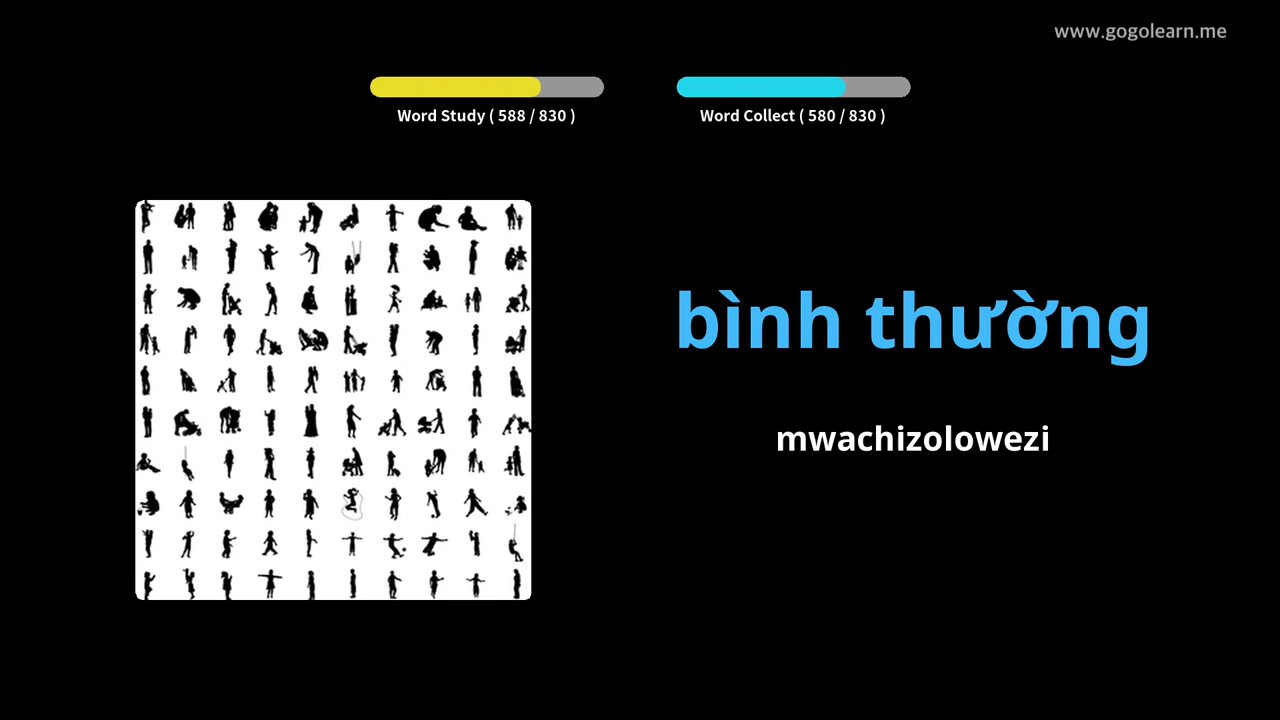 www.gogolearn.me
Word Study ( 588 / 830 )
Word Collect ( 580 / 830 )
bình thường
mwachizolowezi